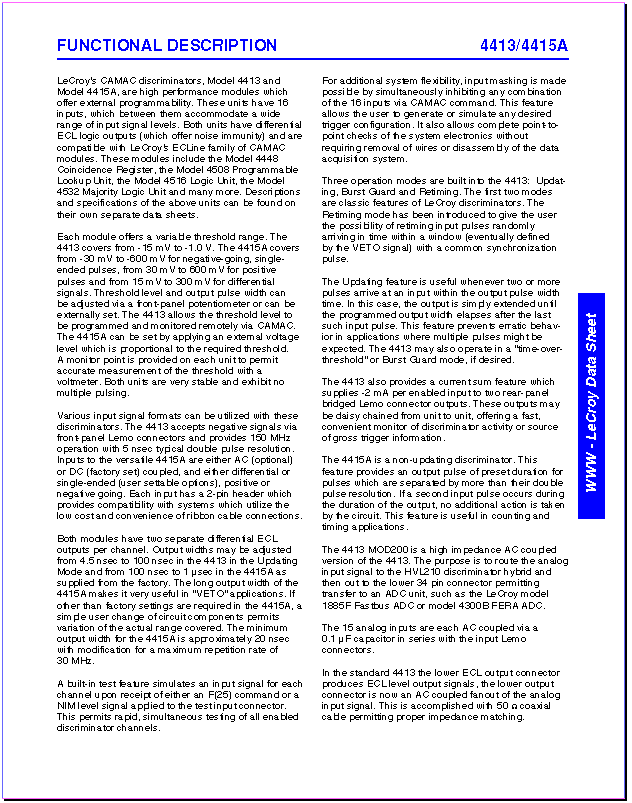 FUNCTIONAL DESCRIPTION
4413/4415A
LeCroy's CAMAC discriminators, Model 4413 and
Model 4415A, are high performance modules which
offer external programmability. These units have 16
inputs, which between them accommodate a wide
range of input signal levels. Both units have differential
ECL logic outputs (which offer noise immunity) and are
compatible with LeCroy's ECLine family of CAMAC
modules. These modules include the Model 4448
Coincidence Register, the Model 4508 Programmable
Lookup Unit, the Model 4516 Logic Unit, the Model
4532 Majority Logic Unit and many more. Descriptions
and specifications of the above units can be found on
their own separate data sheets.
Each module offers a variable threshold range. The
4413 covers from -15 mV to -1.0 V. The 4415A covers
from -30 mV to -600 mV for negative-going, single-
ended pulses, from 30 mV to 600 mV for positive
pulses and from 15 mV to 300 mV for differential
signals. Threshold level and output pulse width can
be adjusted via a front-panel potentiometer or can be
externally set. The 4413 allows the threshold level to
be programmed and monitored remotely via CAMAC.
The 4415A can be set by applying an external voltage
level which is proportional to the required threshold.
A monitor point is provided on each unit to permit
accurate measurement of the threshold with a
voltmeter. Both units are very stable and exhibit no
multiple pulsing.
Various input signal formats can be utilized with these
discriminators. The 4413 accepts negative signals via
front-panel Lemo connectors and provides 150 MHz
operation with 5 nsec typical double pulse resolution.
Inputs to the versatile 4415A are either AC (optional)
or DC (factory set) coupled, and either differential or
single-ended (user settable options), positive or
negative going. Each input has a 2-pin header which
provides compatibility with systems which utilize the
low cost and convenience of ribbon cable connections.
Both modules have two separate differential ECL
outputs per channel. Output widths may be adjusted
from 4.5 nsec to 100 nsec in the 4413 in the Updating
Mode and from 100 nsec to 1 µsec in the 4415A as
supplied from the factory. The long output width of the
4415A makes it very useful in "VETO" applications. If
other than factory settings are required in the 4415A, a
simple user change of circuit components permits
variation of the actual range covered. The minimum
output width for the 4415A is approximately 20 nsec
with modification for a maximum repetition rate of
30 MHz.
A built-in test feature simulates an input signal for each
channel upon receipt of either an F(25) command or a
NIM level signal applied to the test input connector.
This permits rapid, simultaneous testing of all enabled
discriminator channels.
For additional system flexibility, input masking is made
possible by simultaneously inhibiting any combination
of the 16 inputs via CAMAC command. This feature
allows the user to generate or simulate any desired
trigger configuration. It also allows complete point-to-
point checks of the system electronics without
requiring removal of wires or disassembly of the data
acquisition system.
Three operation modes are built into the 4413: Updat-
ing, Burst Guard and Retiming. The first two modes
are classic features of LeCroy discriminators. The
Retiming mode has been introduced to give the user
the possiblity of retiming input pulses randomly
arriving in time within a window (eventually defined
by the VETO signal) with a common synchronization
pulse.
The Updating feature is useful whenever two or more
pulses arrive at an input within the output pulse width
time. In this case, the output is simply extended until
the programmed output width elapses after the last
such input pulse. This feature prevents erratic behav-
ior in applications where multiple pulses might be
expected. The 4413 may also operate in a "time-over-
threshold" or Burst Guard mode, if desired.
The 4413 also provides a current sum feature which
supplies -2 mA per enabled input to two rear-panel
bridged Lemo connector outputs. These outputs may
be daisy chained from unit to unit, offering a fast,
convenient monitor of discriminator activity or source
of gross trigger information.
The 4415A is a non-updating discriminator. This
feature provides an output pulse of preset duration for
pulses which are separated by more than their double
pulse resolution. If a second input pulse occurs during
the duration of the output, no additional action is taken
by the circuit. This feature is useful in counting and
timing applications.
The 4413 MOD200 is a high impedance AC coupled
version of the 4413. The purpose is to route the analog
input signal to the HVL210 discriminator hybrid and
then out to the lower 34 pin connector permitting
transfer to an ADC unit, such as the LeCroy model
1885F Fastbus ADC or model 4300B FERA ADC.
The 15 analog inputs are each AC coupled via a
0.1 µF capacitor in series with the input Lemo
connectors.
In the standard 4413 the lower ECL output connector
produces ECL level output signals, the lower output
connector is now an AC coupled fanout of the analog
input signal. This is accomplished with 50 Ω coaxial
cable permitting proper impedance matching.
WWW - LeCroy Data Sheet